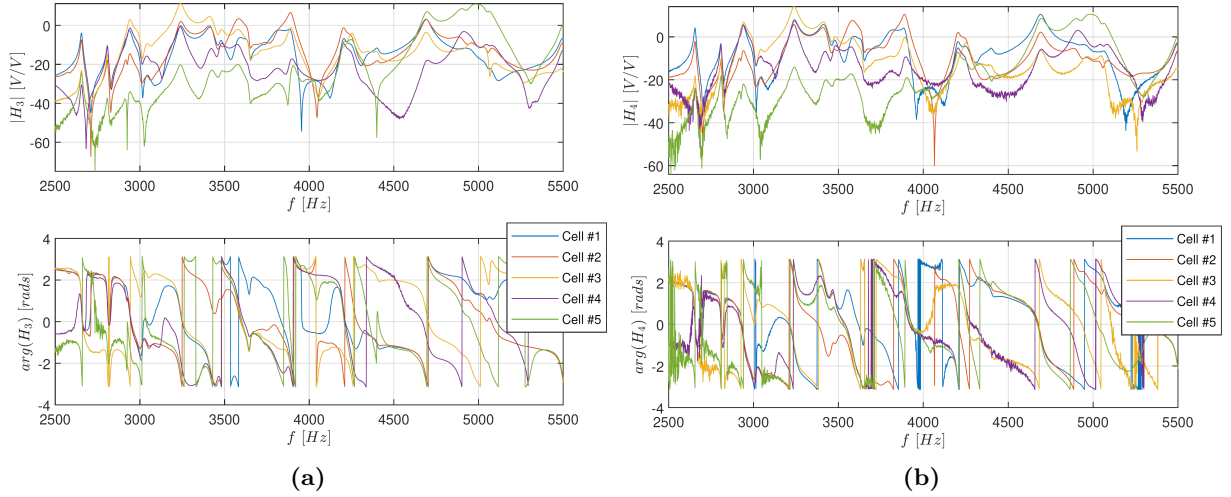 |H₃| [V/V]
0
-20
-40
-60
2500 3000 3500 4000 4500 5000 5500
f [Hz]
arg(H₃) [rads]
4
2
0
-2
-4
2500 3000 3500 4000 4500 5000 5500
f [Hz]
Cell #1
Cell #2
Cell #3
Cell #4
Cell #5
(a)
|H₄| [V/V]
0
-20
-40
-60
2500 3000 3500 4000 4500 5000 5500
f [Hz]
arg(H₄) [rads]
4
2
0
-2
-4
2500 3000 3500 4000 4500 5000 5500
f [Hz]
Cell #1
Cell #2
Cell #3
Cell #4
Cell #5
(b)